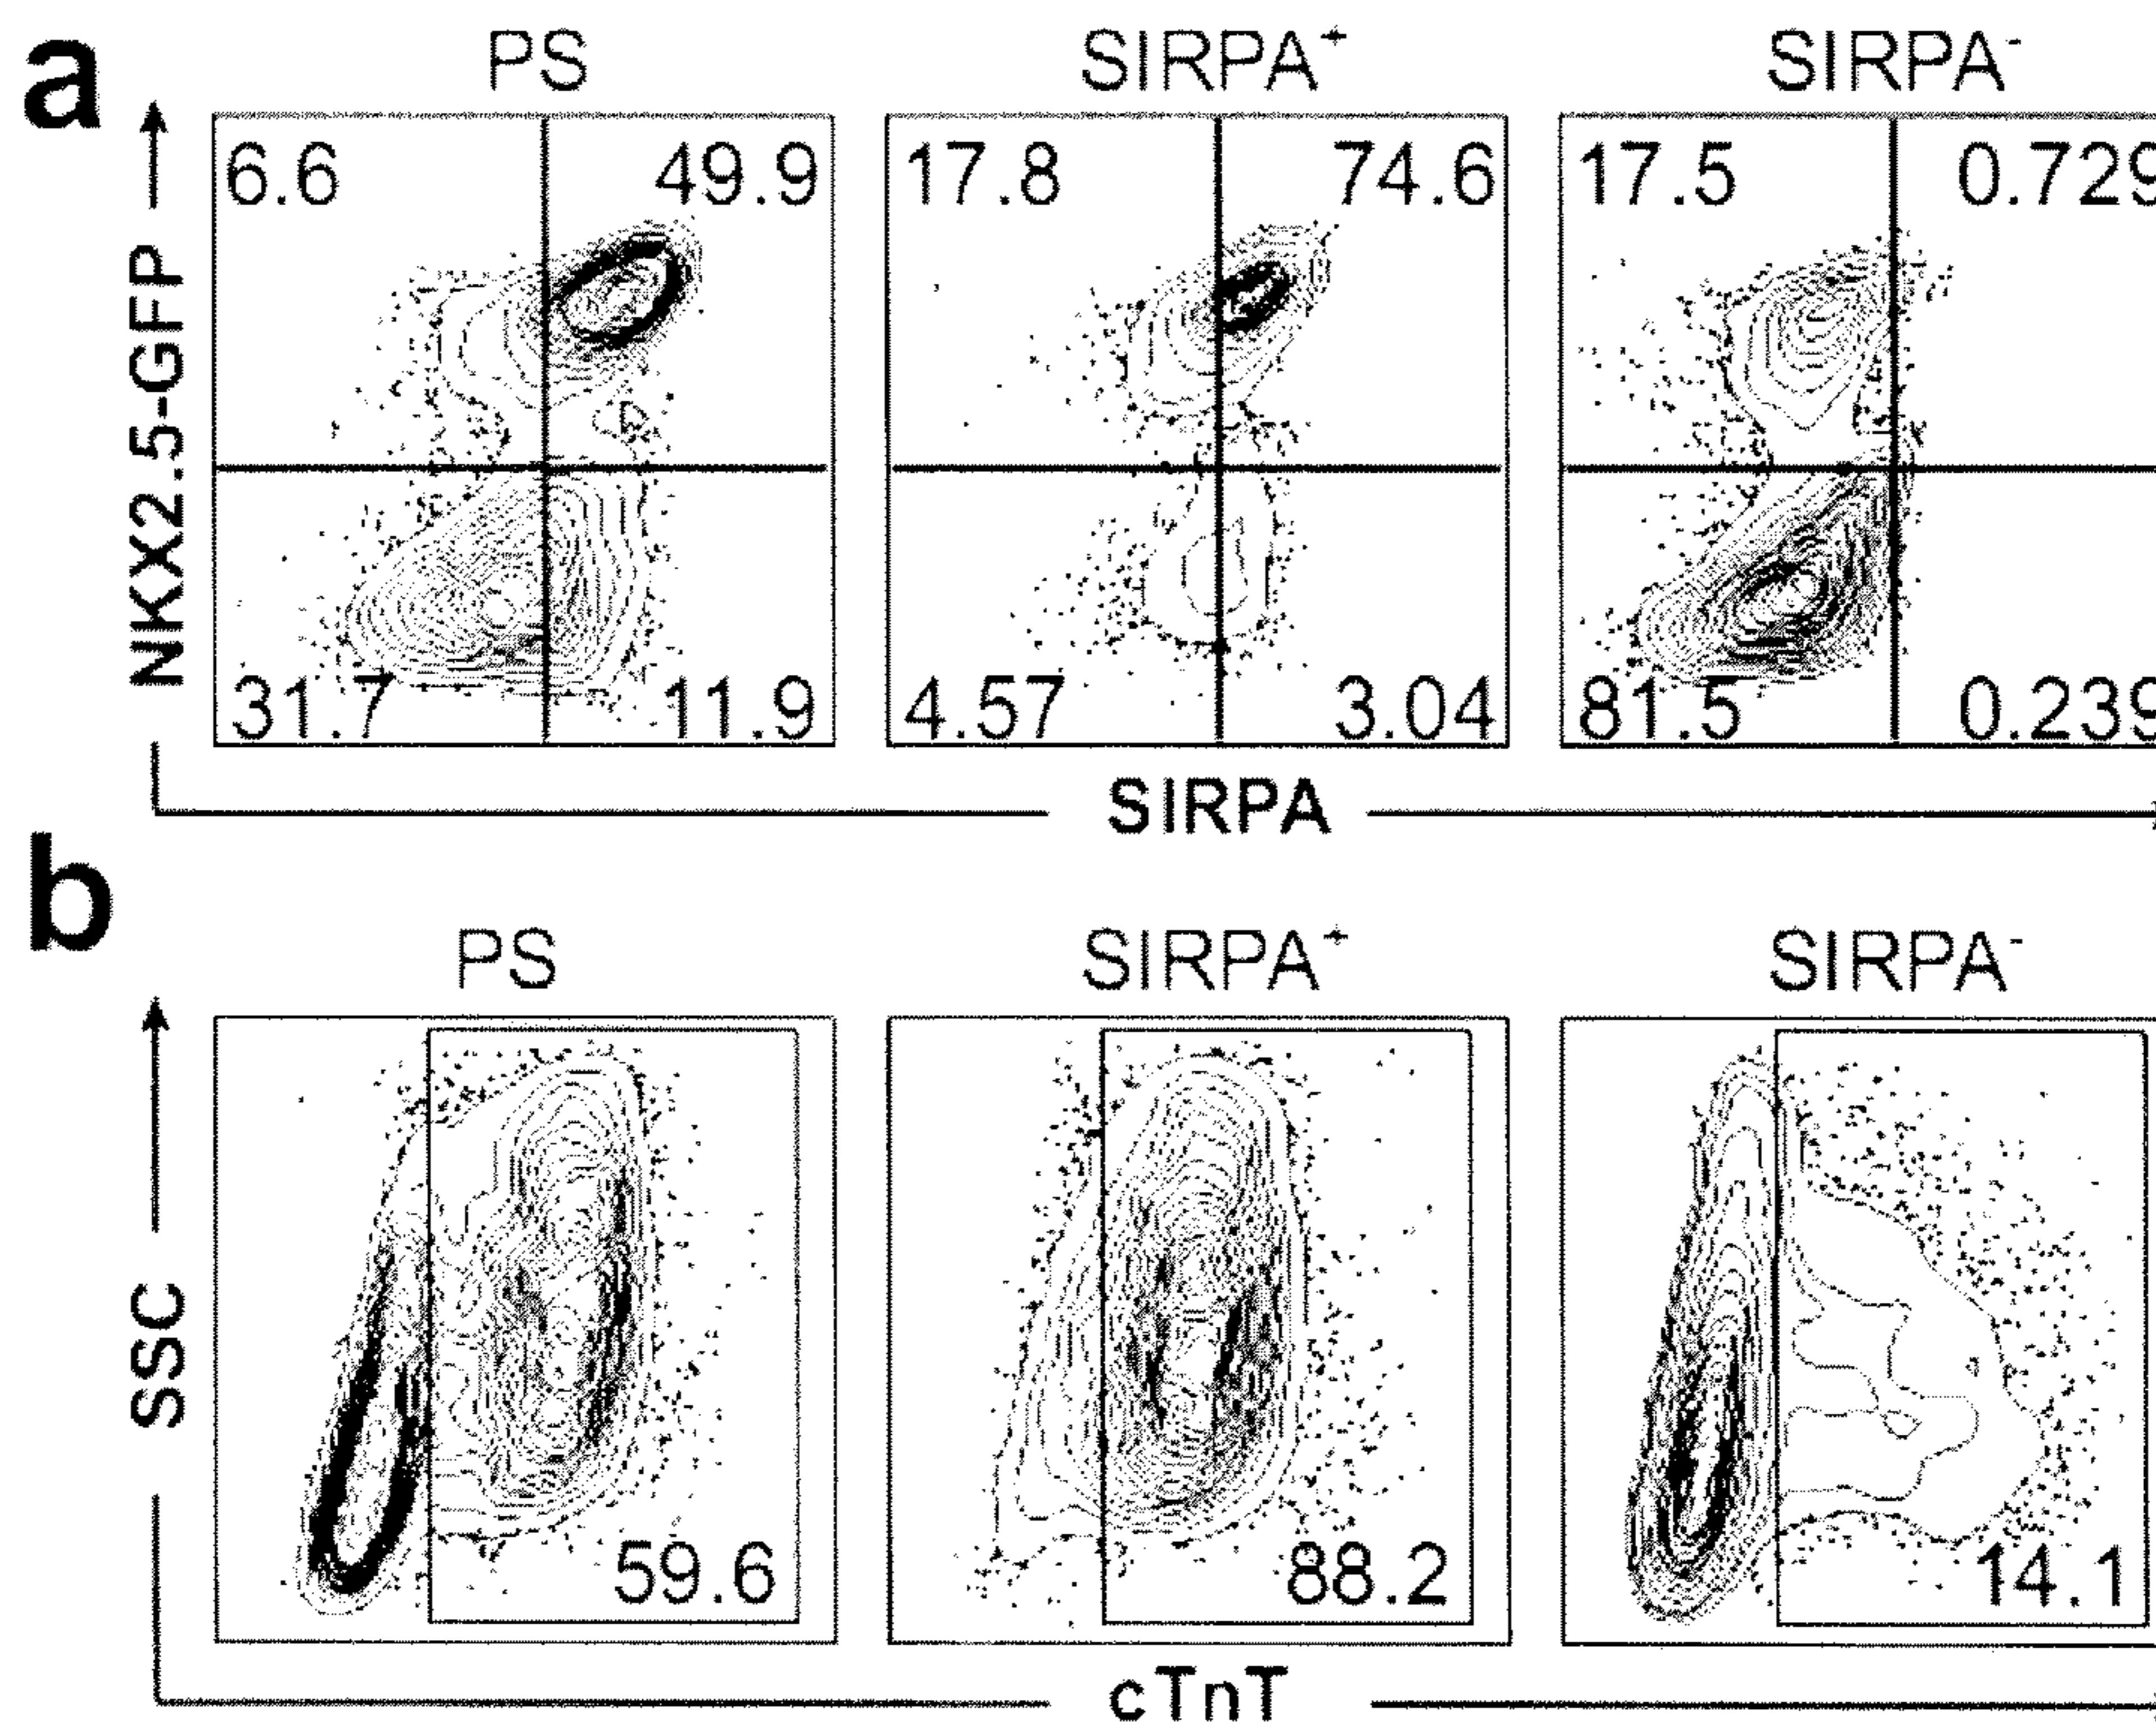 a
PS SIRPA⁺ SIRPA⁻
NKX2.5-GFP
6.6 49.9 17.8 74.6 17.5 0.729
31.7 11.9 4.57 3.04 81.5 0.239
SIRPA
b
PS SIRPA⁺ SIRPA⁻
SSC
59.6 88.2 14.1
cTnT